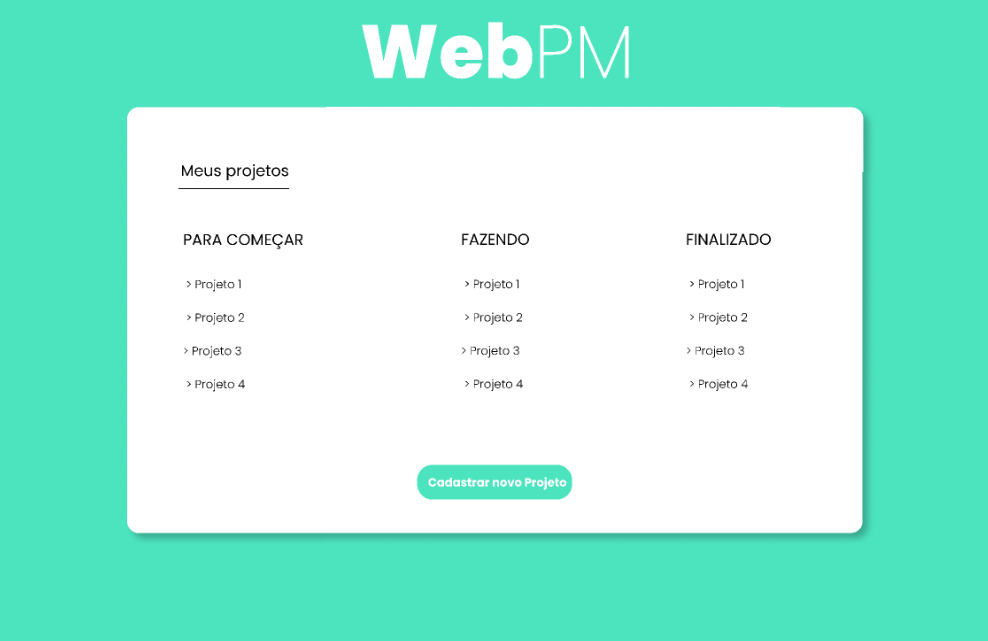 WebPM
Meus projetos
PARA COMEÇAR
> Projeto 1
> Projeto 2
> Projeto 3
> Projeto 4
FAZENDO
> Projeto 1
> Projeto 2
> Projeto 3
> Projeto 4
FINALIZADO
> Projeto 1
> Projeto 2
> Projeto 3
> Projeto 4
Cadastrar novo Projeto